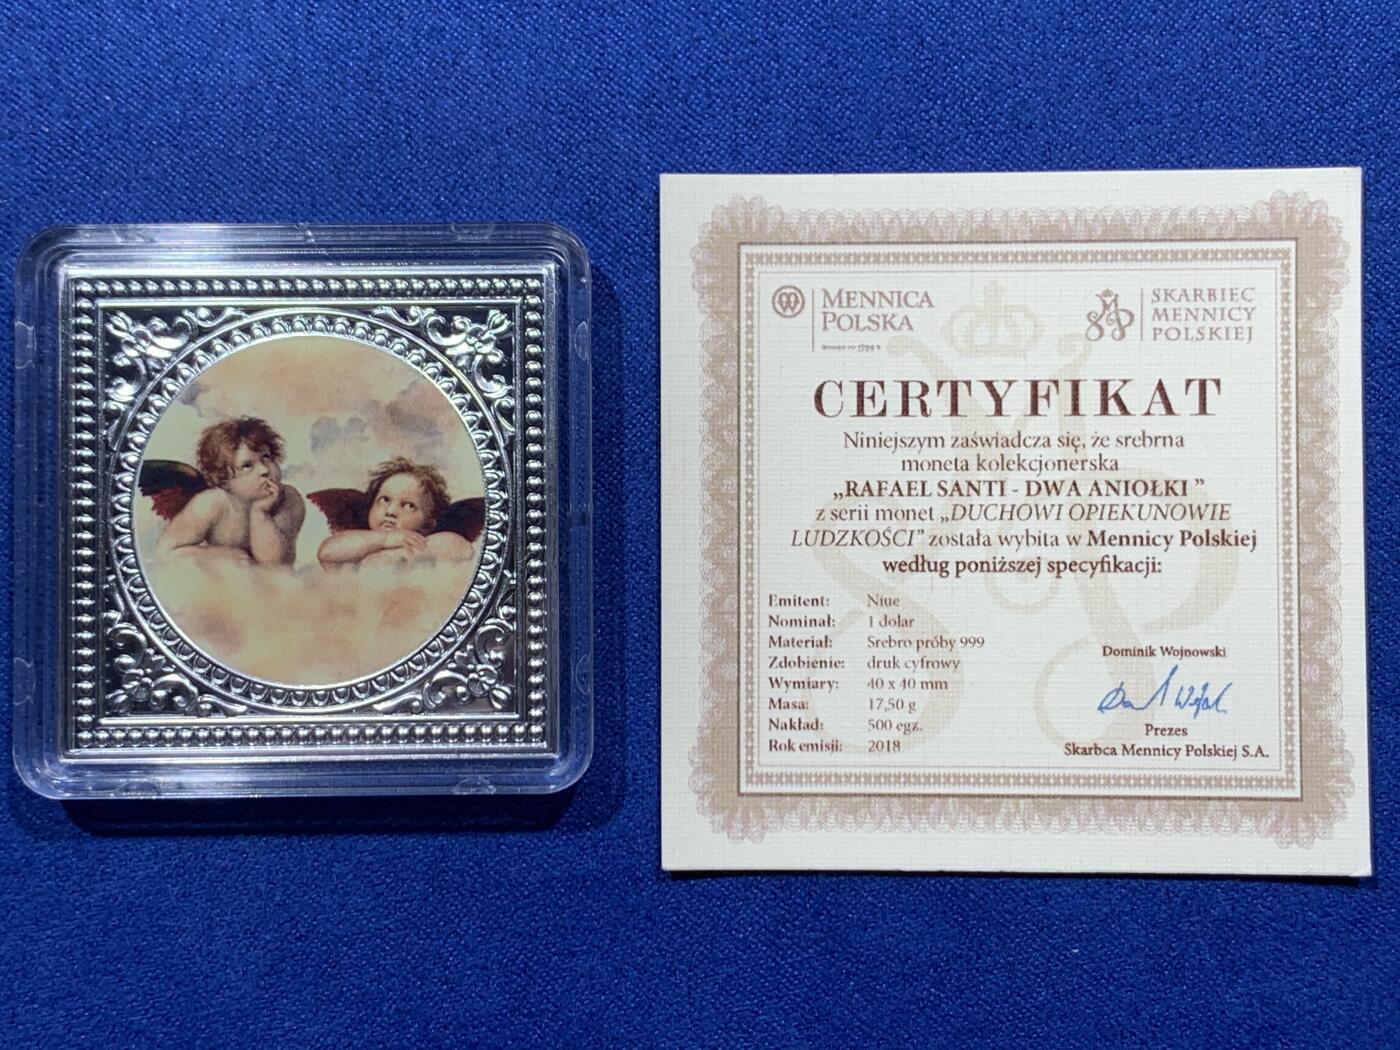 MENNICA
POLSKA
SKARBIEC
MENNICY
POLSKIEJ
CERTYFIKAT
Niniejszym zaświadcza się, że srebrna
moneta kolekcjonerska
„RAFAEL SANTI - DWA ANIOŁKI ”
z serii monet „DUCHOWI OPIEKUNOWIE
LUDZKOŚCI” została wybita w Mennicy Polskiej
według poniższej specyfikacji:
Emitent: Niue
Nominał: 1 dolar
Materiał: Srebro próby 999
Zdobienie: druk cyfrowy
Wymiary: 40 x 40 mm
Masa: 17,50 g
Nakład: 500 egz.
Rok emisji: 2018
Dominik Wojnowski
Prezes
Skarbca Mennicy Polskiej S.A.